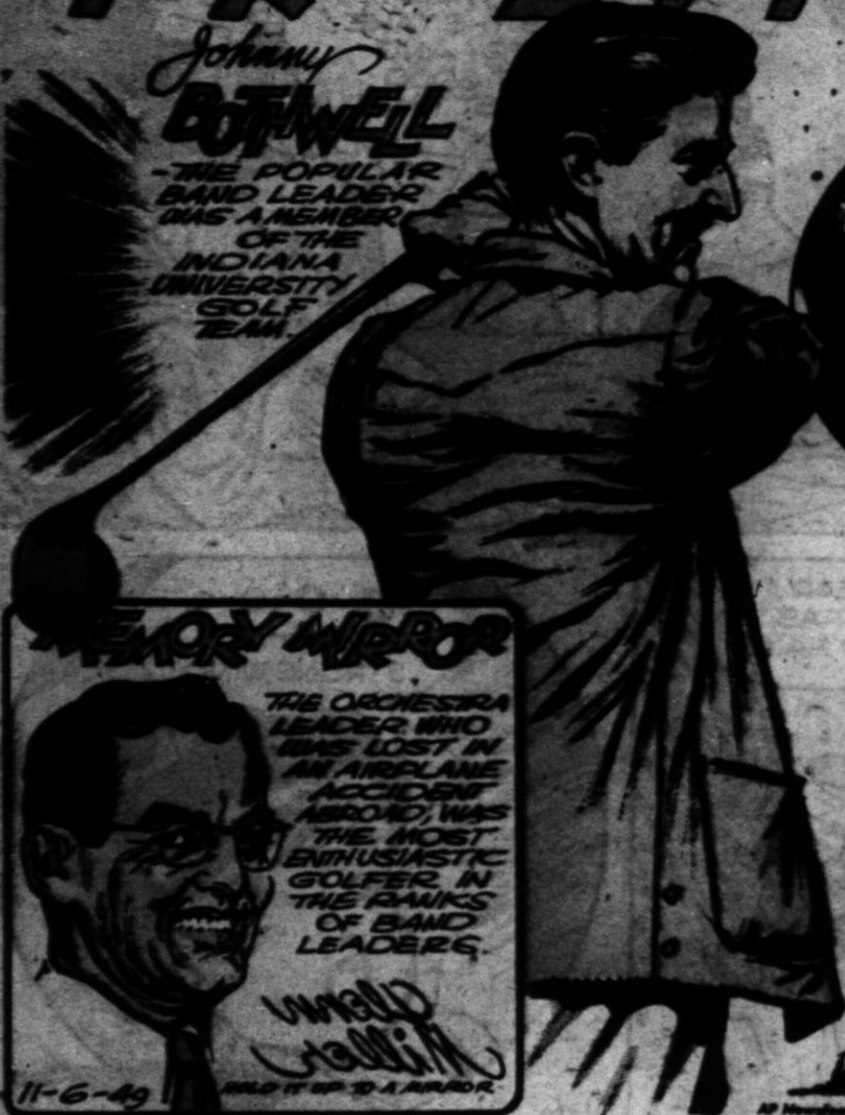 Johnny
BOTHWELL
-THE POPULAR
BAND LEADER
WAS A MEMBER
OF THE
INDIANA
UNIVERSITY
GOLF
TEAM.
MEMORY MIRROR
THE ORCHESTRA
LEADER WHO
WAS LOST IN
AN AIRPLANE
ACCIDENT
ABROAD, WAS
THE MOST
ENTHUSIASTIC
GOLFER IN
THE RANKS
OF BAND
LEADERS.
Glenn
Miller
11-6-49
HOLD IT UP TO A MIRROR